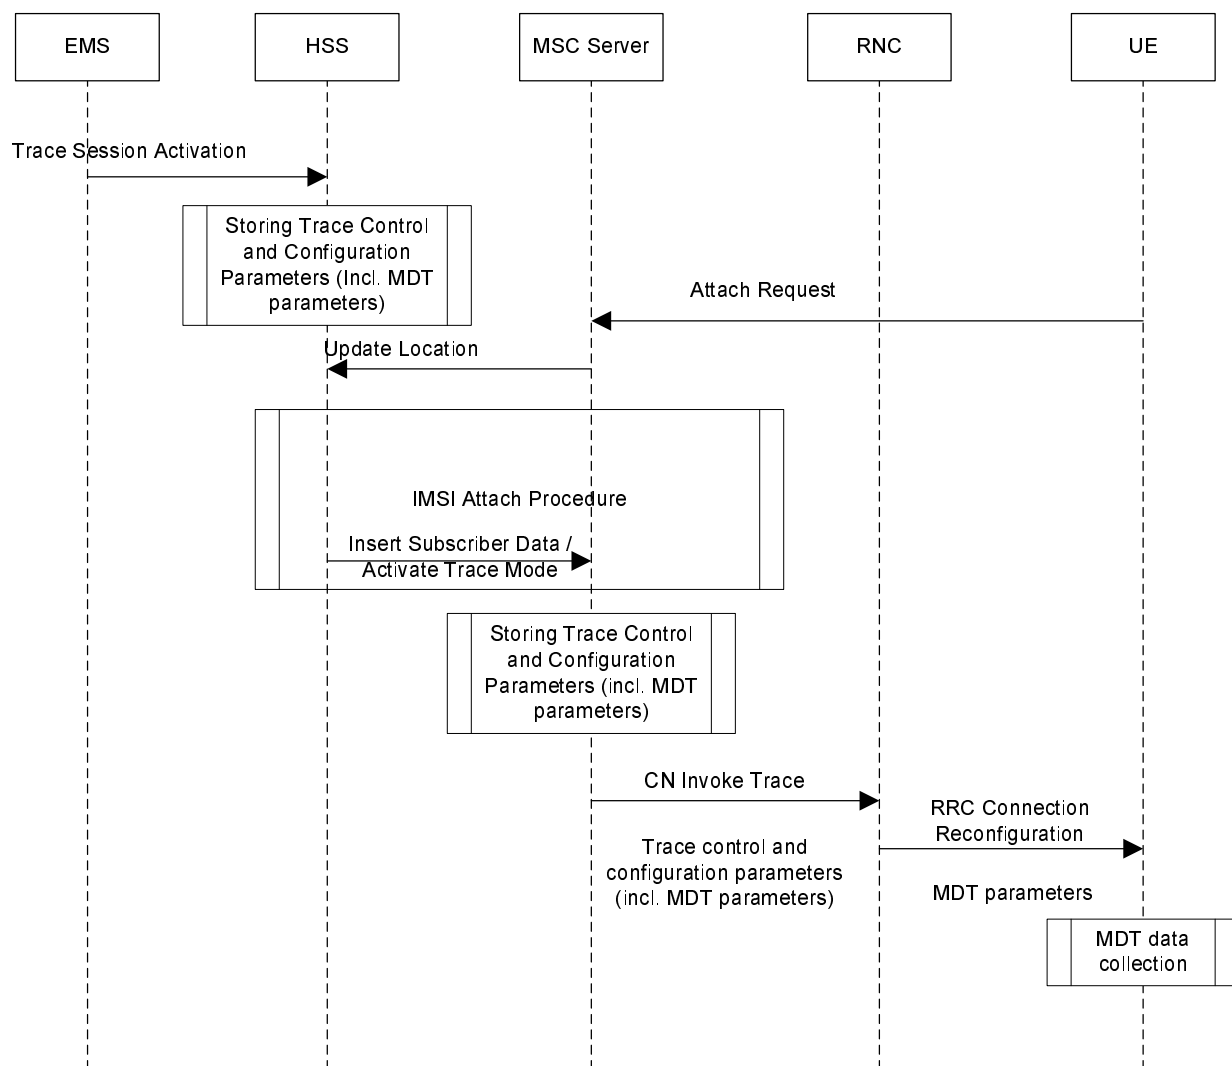 EMS
HSS
MSC Server
RNC
UE
Trace Session Activation
Storing Trace Control
and Configuration
Parameters (Incl. MDT
parameters)
Attach Request
Update Location
IMSI Attach Procedure
Insert Subscriber Data /
Activate Trace Mode
Storing Trace Control
and Configuration
Parameters (incl. MDT
parameters)
CN Invoke Trace
RRC Connection
Reconfiguration
Trace control and
configuration parameters
(incl. MDT parameters)
MDT parameters
MDT data
collection